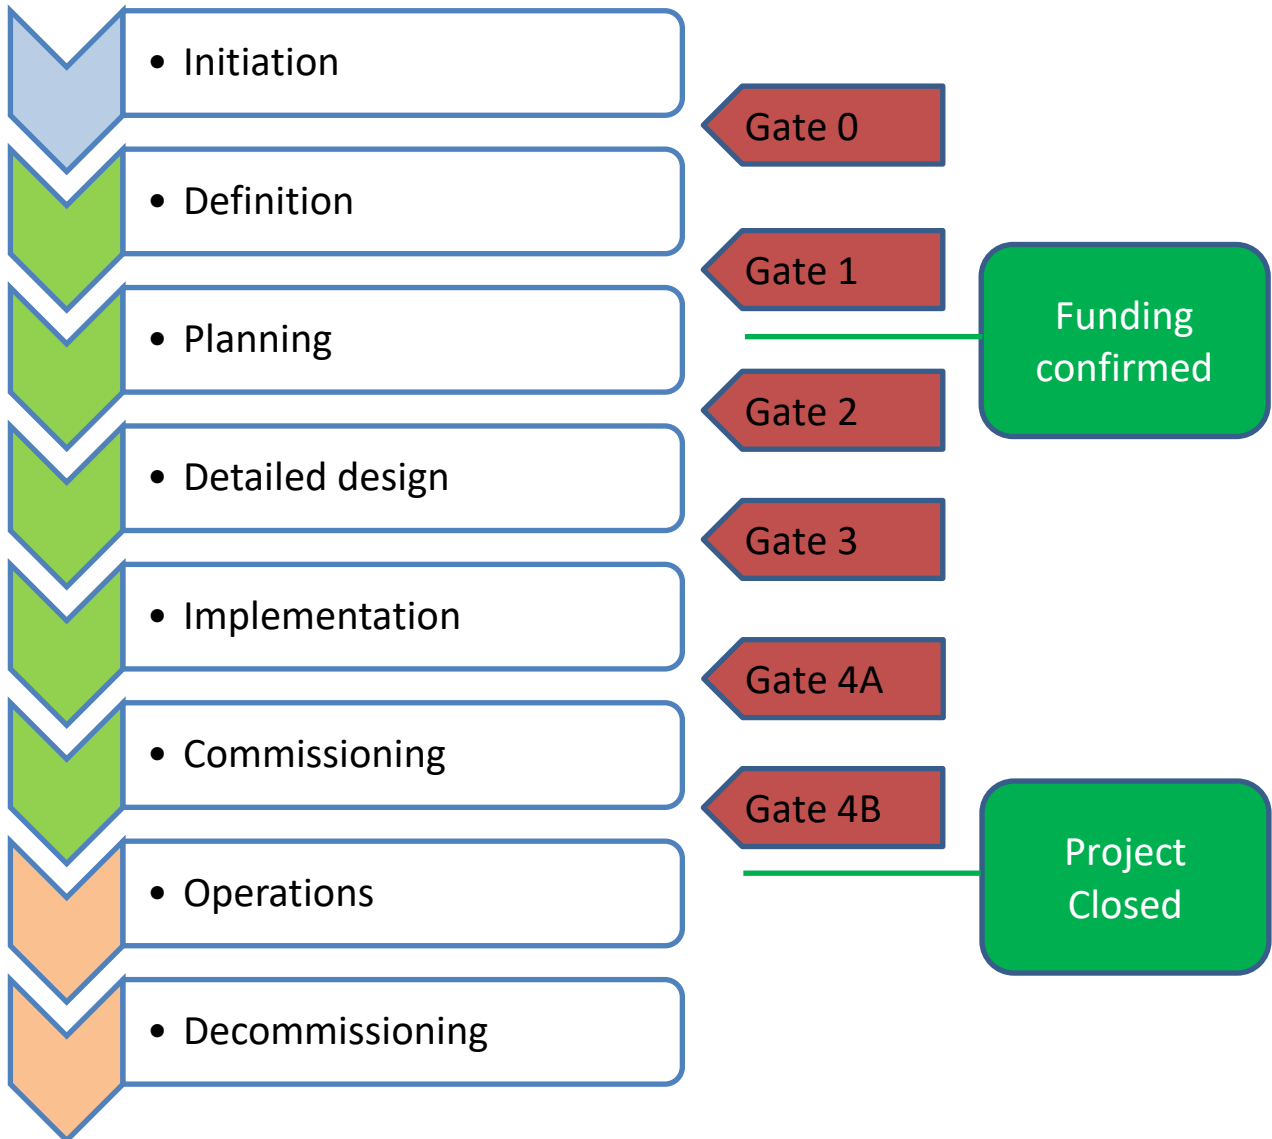 • Initiation
Gate 0
• Definition
Gate 1
Funding
confirmed
• Planning
Gate 2
• Detailed design
Gate 3
• Implementation
Gate 4A
• Commissioning
Gate 4B
Project
Closed
• Operations
• Decommissioning